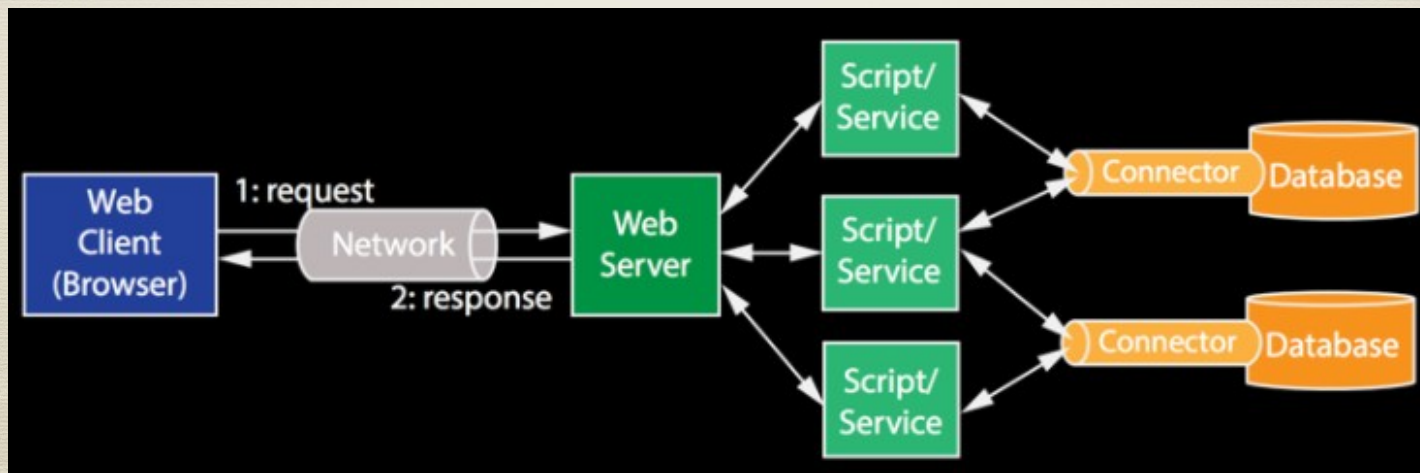 Web
Client
(Browser)
1: request
Network
2: response
Web
Server
Script/
Service
Script/
Service
Script/
Service
Connector
Database
Connector
Database